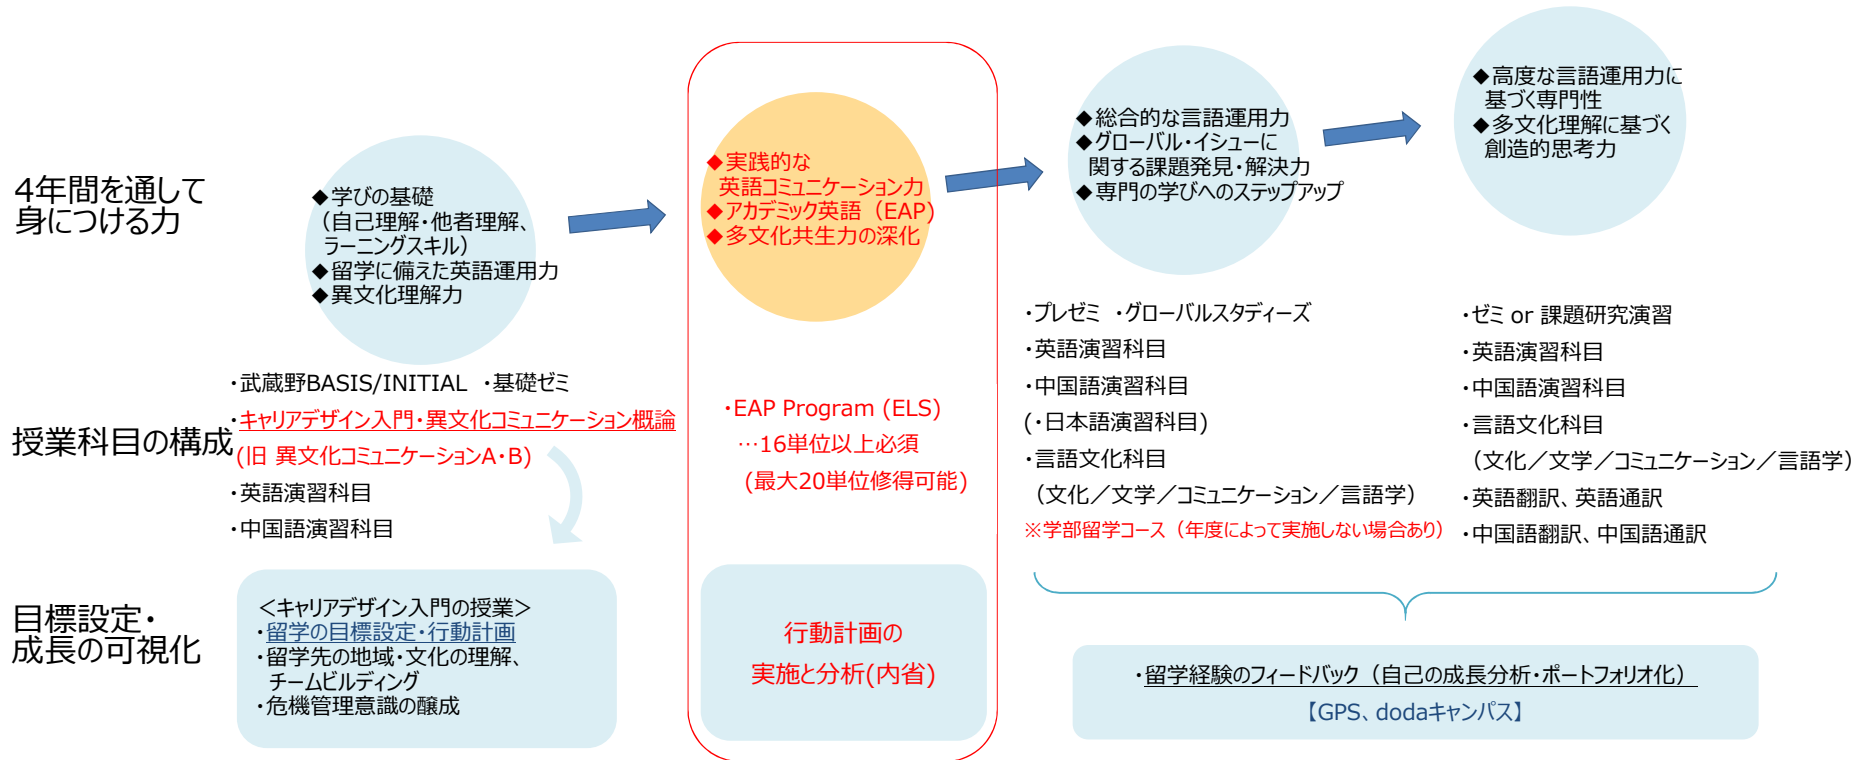 4年間を通して
身につける力
◆学びの基礎
(自己理解・他者理解、
ラーニングスキル)
◆留学に備えた英語運用力
◆異文化理解力
◆実践的な
英語コミュニケーション力
◆アカデミック英語（EAP)
◆多文化共生力の深化
◆総合的な言語運用力
◆グローバル・イシューに
関する課題発見・解決力
◆専門の学びへのステップアップ
◆高度な言語運用力に
基づく専門性
◆多文化理解に基づく
創造的思考力
授業科目の構成
・武蔵野BASIS/INITIAL ・基礎ゼミ
・キャリアデザイン入門・異文化コミュニケーション概論
(旧 異文化コミュニケーションA・B)
・英語演習科目
・中国語演習科目
・EAP Program (ELS)
…16単位以上必須
(最大20単位修得可能)
・プレゼミ ・グローバルスタディーズ
・英語演習科目
・中国語演習科目
(・日本語演習科目)
・言語文化科目
（文化／文学／コミュニケーション／言語学）
※学部留学コース（年度によって実施しない場合あり）
・ゼミ or 課題研究演習
・英語演習科目
・中国語演習科目
・言語文化科目
（文化／文学／コミュニケーション／言語学）
・英語翻訳、英語通訳
・中国語翻訳、中国語通訳
目標設定・
成長の可視化
＜キャリアデザイン入門の授業＞
・留学の目標設定・行動計画
・留学先の地域・文化の理解、
チームビルディング
・危機管理意識の醸成
行動計画の
実施と分析(内省)
・留学経験のフィードバック（自己の成長分析・ポートフォリオ化）
【GPS、dodaキャンパス】